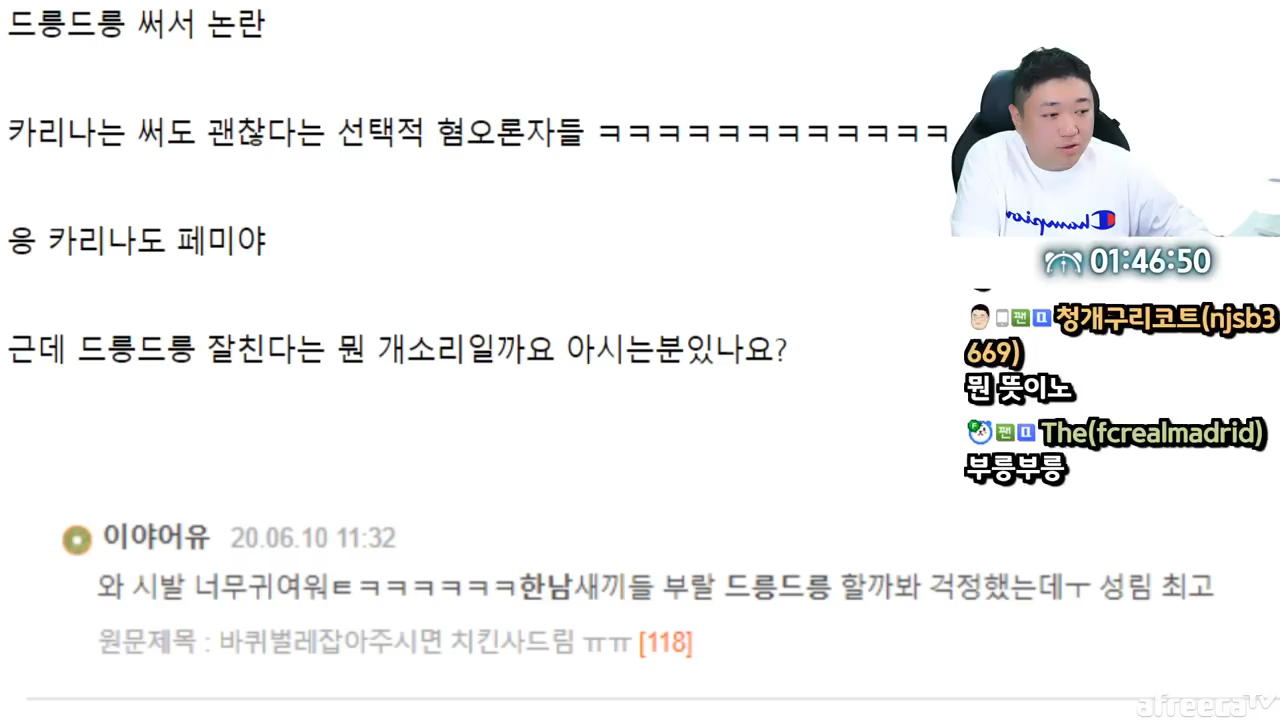 드릉드릉 써서 논란
카리나는 써도 괜찮다는 선택적 혐오론자들 ㅋㅋㅋㅋㅋㅋㅋㅋㅋㅋㅋㅋ
응 카리나도 페미야
근데 드릉드릉 잘친다는 뭔 개소리일까요 아시는분있나요?
Champion
01:46:50
팬 청개구리코트(njsb3
669)
뭔 뜻이노
팬 The(fcrealmadrid)
부릉부릉
이야어유 20.06.10 11:32
와 시발 너무귀여워ㅌㅋㅋㅋㅋㅋㅋ한남새끼들 부랄 드릉드릉 할까봐 걱정했는데ㅜ 성림 최고
원문제목 : 바퀴벌레잡아주시면 치킨사드림 ㅠㅠ [118]
afreecaTV